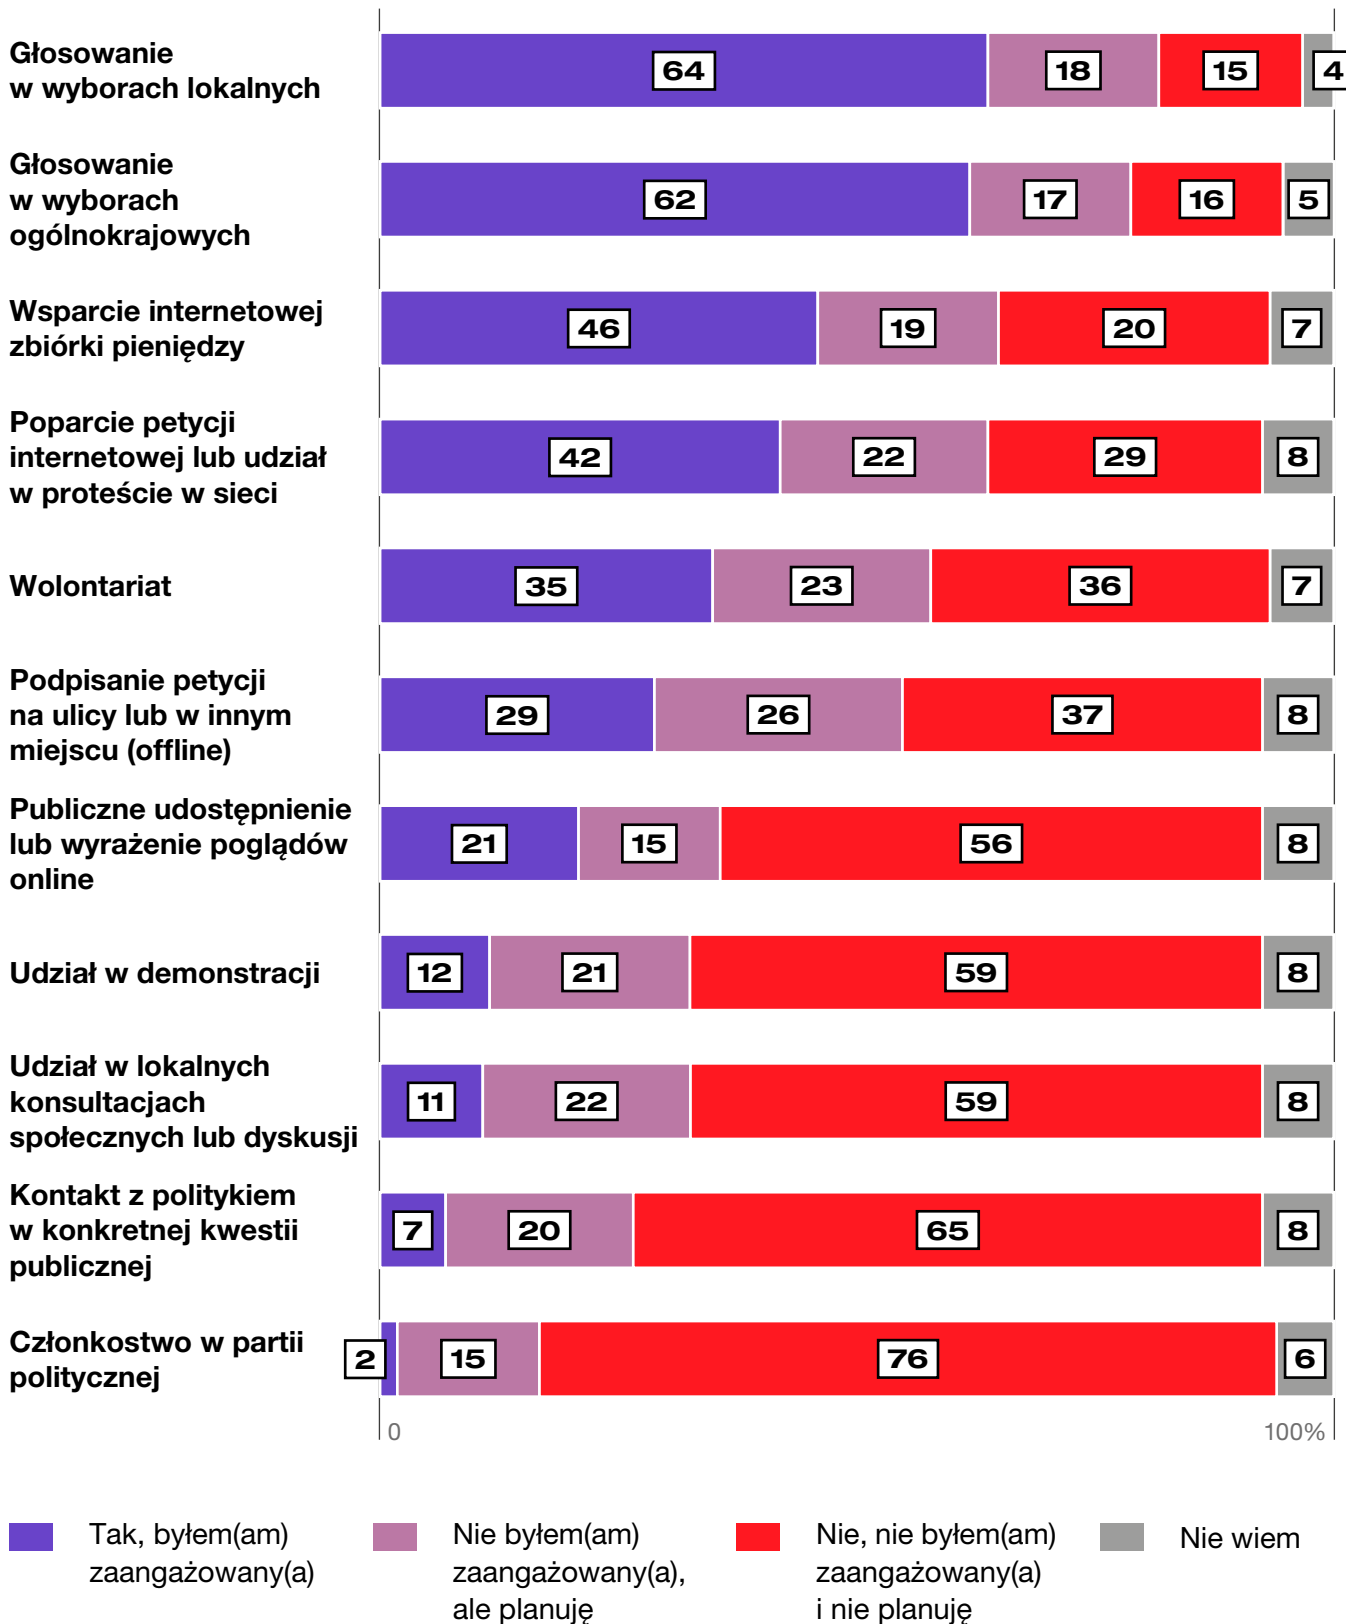 Głosowanie
w wyborach lokalnych
64
18
15
4
Głosowanie
w wyborach
ogólnokrajowych
62
17
16
5
Wsparcie internetowej
zbiórki pieniędzy
46
19
20
7
Poparcie petycji
internetowej lub udział
w proteście w sieci
42
22
29
8
Wolontariat
35
23
36
7
Podpisanie petycji
na ulicy lub w innym
miejscu (offline)
29
26
37
8
Publiczne udostępnienie
lub wyrażenie poglądów
online
21
15
56
8
Udział w demonstracji
12
21
59
8
Udział w lokalnych
konsultacjach
społecznych lub dyskusji
11
22
59
8
Kontakt z politykiem
w konkretnej kwestii
publicznej
7
20
65
8
Członkostwo w partii
politycznej
2
15
76
6
0
100%
Tak, byłem(am)
zaangażowany(a)
Nie byłem(am)
zaangażowany(a),
ale planuję
Nie, nie byłem(am)
zaangażowany(a)
i nie planuję
Nie wiem